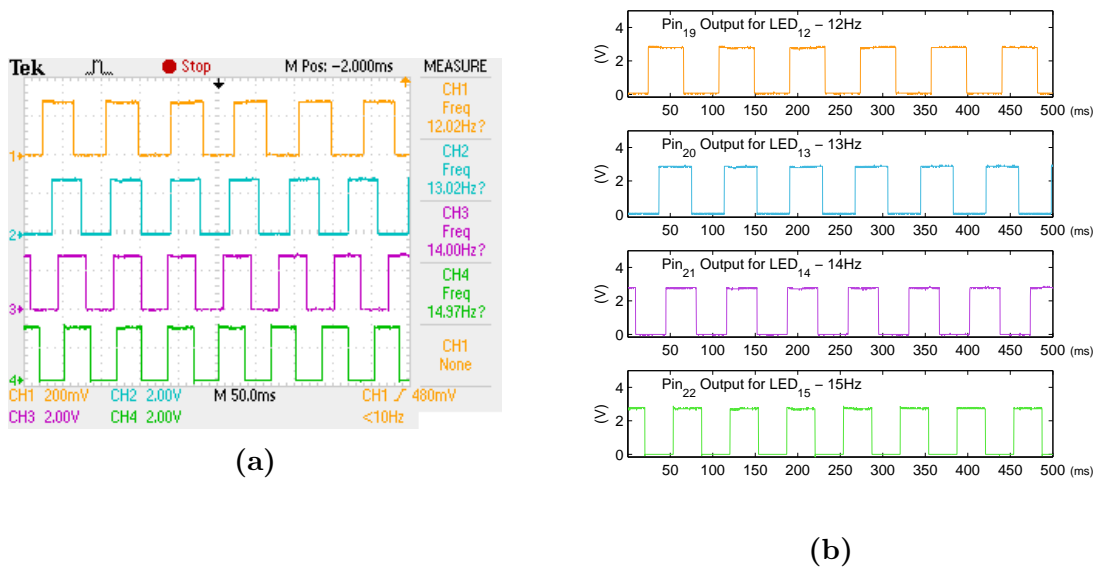 Tek Stop M Pos: −2.000ms MEASURE
CH1
Freq
12.02Hz?
CH2
Freq
13.02Hz?
CH3
Freq
14.00Hz?
CH4
Freq
14.97Hz?
CH1
None
1
2
3
4
CH1 200mV CH2 2.00V M 50.0ms CH1 480mV
CH3 2.00V CH4 2.00V <10Hz
(a)
Pin19 Output for LED12 − 12Hz
(V)
4
2
0
50 100 150 200 250 300 350 400 450 500 (ms)
Pin20 Output for LED13 − 13Hz
(V)
4
2
0
50 100 150 200 250 300 350 400 450 500 (ms)
Pin21 Output for LED14 − 14Hz
(V)
4
2
0
50 100 150 200 250 300 350 400 450 500 (ms)
Pin22 Output for LED15 − 15Hz
(V)
4
2
0
50 100 150 200 250 300 350 400 450 500 (ms)
(b)